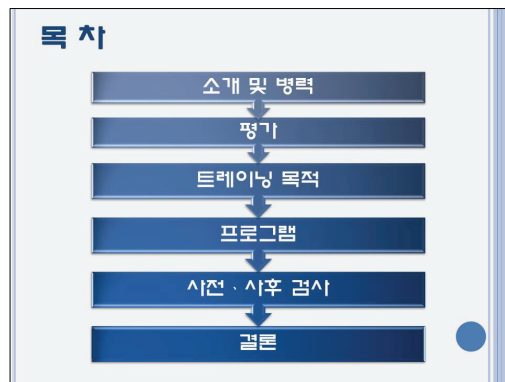 목 차
소개 및 병력
평가
트레이닝 목적
프로그램
사전 · 사후 검사
결론